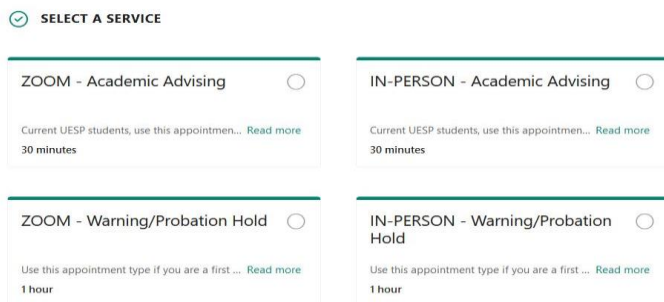 SELECT A SERVICE
ZOOM - Academic Advising
Current UESP students, use this appointmen... Read more
30 minutes
IN-PERSON - Academic Advising
Current UESP students, use this appointmen... Read more
30 minutes
ZOOM - Warning/Probation Hold
Use this appointment type if you are a first ... Read more
1 hour
IN-PERSON - Warning/Probation
Hold
Use this appointment type if you are a first ... Read more
1 hour